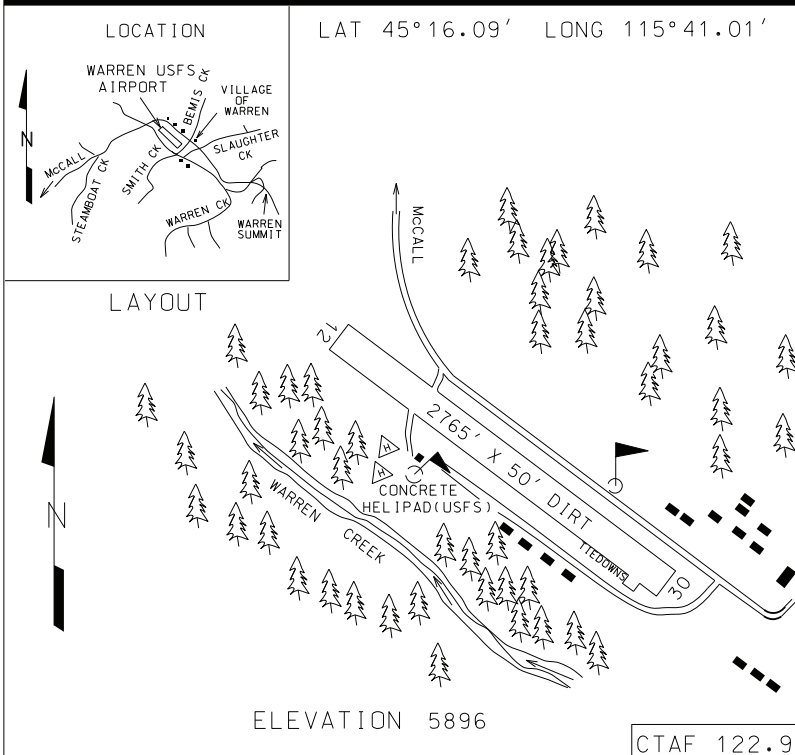 LOCATION
LAT 45°16.09′ LONG 115°41.01′
WARREN USFS
AIRPORT
BEMIS CK
VILLAGE
OF
WARREN
N
McCALL
STEAMBOAT CK
SMITH CK
SLAUGHTER
CK
WARREN CK
WARREN
SUMMIT
McCALL
LAYOUT
12
2765' X 50' DIRT
H
H
CONCRETE
HELIPAD(USFS)
N
WARREN CREEK
TIEDOWNS
30
ELEVATION 5896
CTAF 122.9